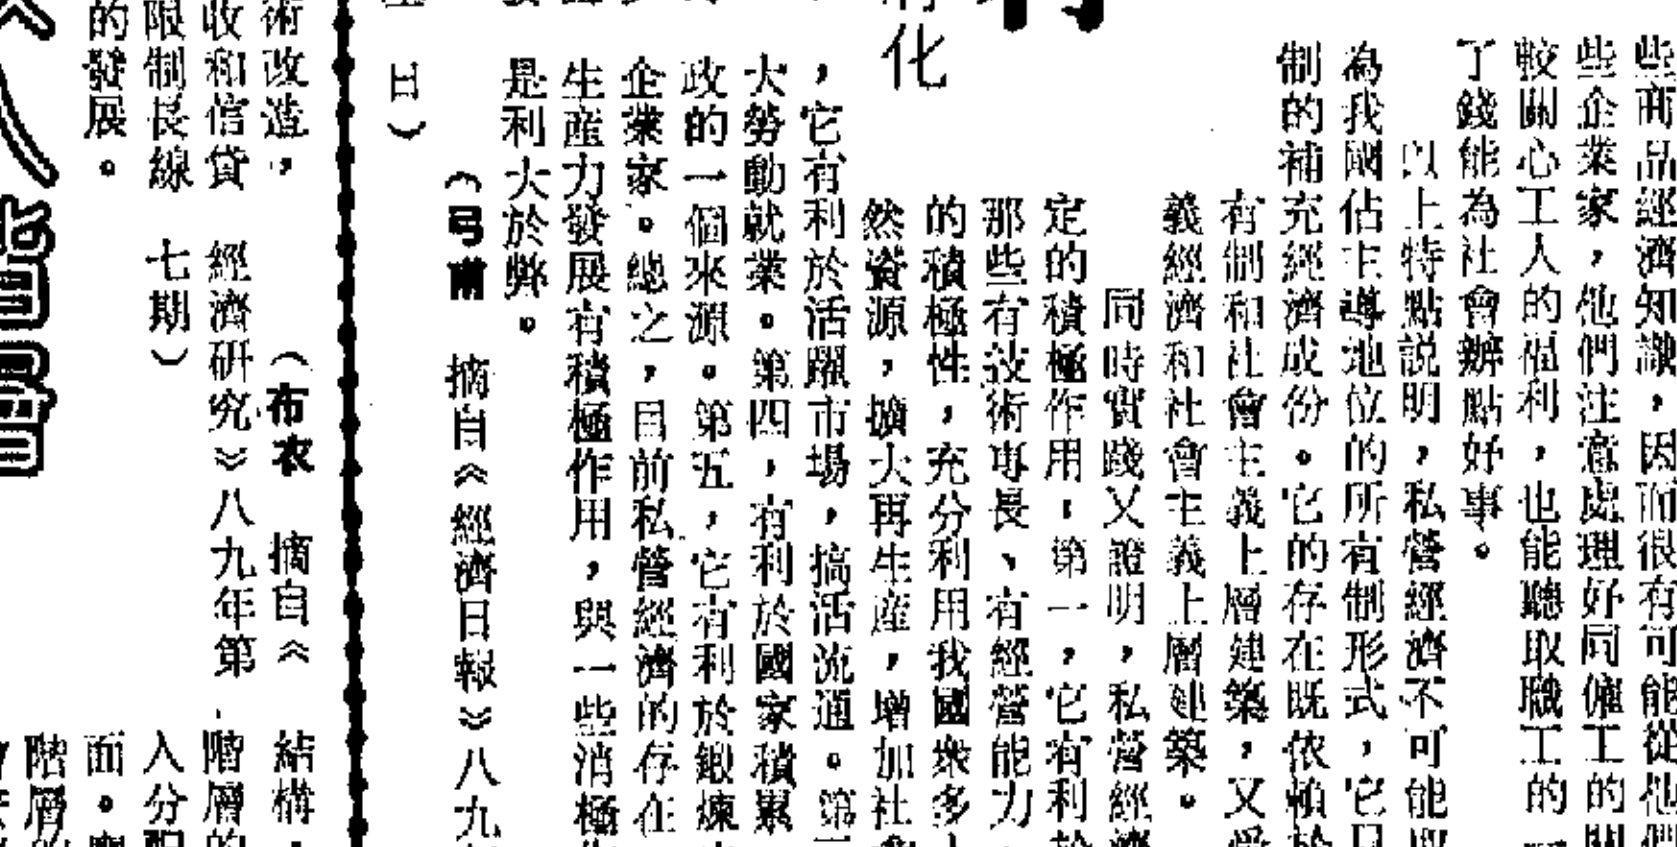 些商品經濟知識，因而很有可能從他們
些企業家，他們注意處理好同僱工的關
較關心工人的福利，也能聽取職工的一
了錢能為社會辦點好事。
以上特點說明，私營經濟不可能取
為我國佔主導地位的所有制形式，它只
制的補充經濟成份。它的存在既依賴於
有制和社會主義上層建築，又受
義經濟和社會主義上層建築。
同時實踐又證明，私營經濟
定的積極作用：第一，它有利於
那些有技術專長、有經營能力
的積極性，充分利用我國衆多
然資源，擴大再生産，增加社會
，它有利於活躍市場，搞活流通。第
大勞動就業。第四，有利於國家積累
政的一個來源。第五，它有利於鍛煉
企業家。總之，目前私營經濟的存在
生産力發展有積極作用，與一些消極
是利大於弊。
（弓甫　摘自《經濟日報》八九
日）
消化
術改造，
（布衣　摘自《
收和信貸
經濟研究》八九年第
限制長線
七期）
的發展。
結構，
階層的
入分配
面。
階層的